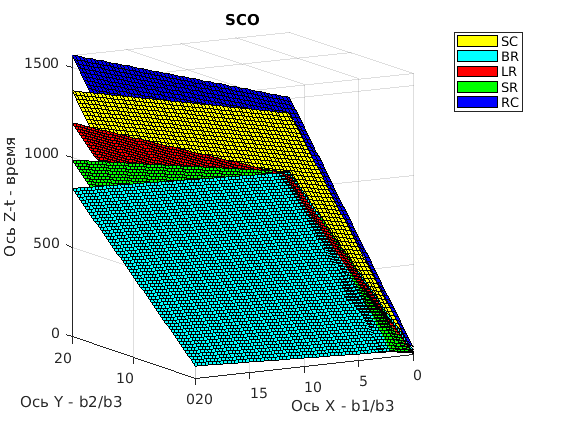 SCO
SC
BR
LR
SR
RC
1500
1000
500
0
Ось Z-t - время
20
10
0
20
15
10
5
0
Ось Y - b2/b3
Ось X - b1/b3